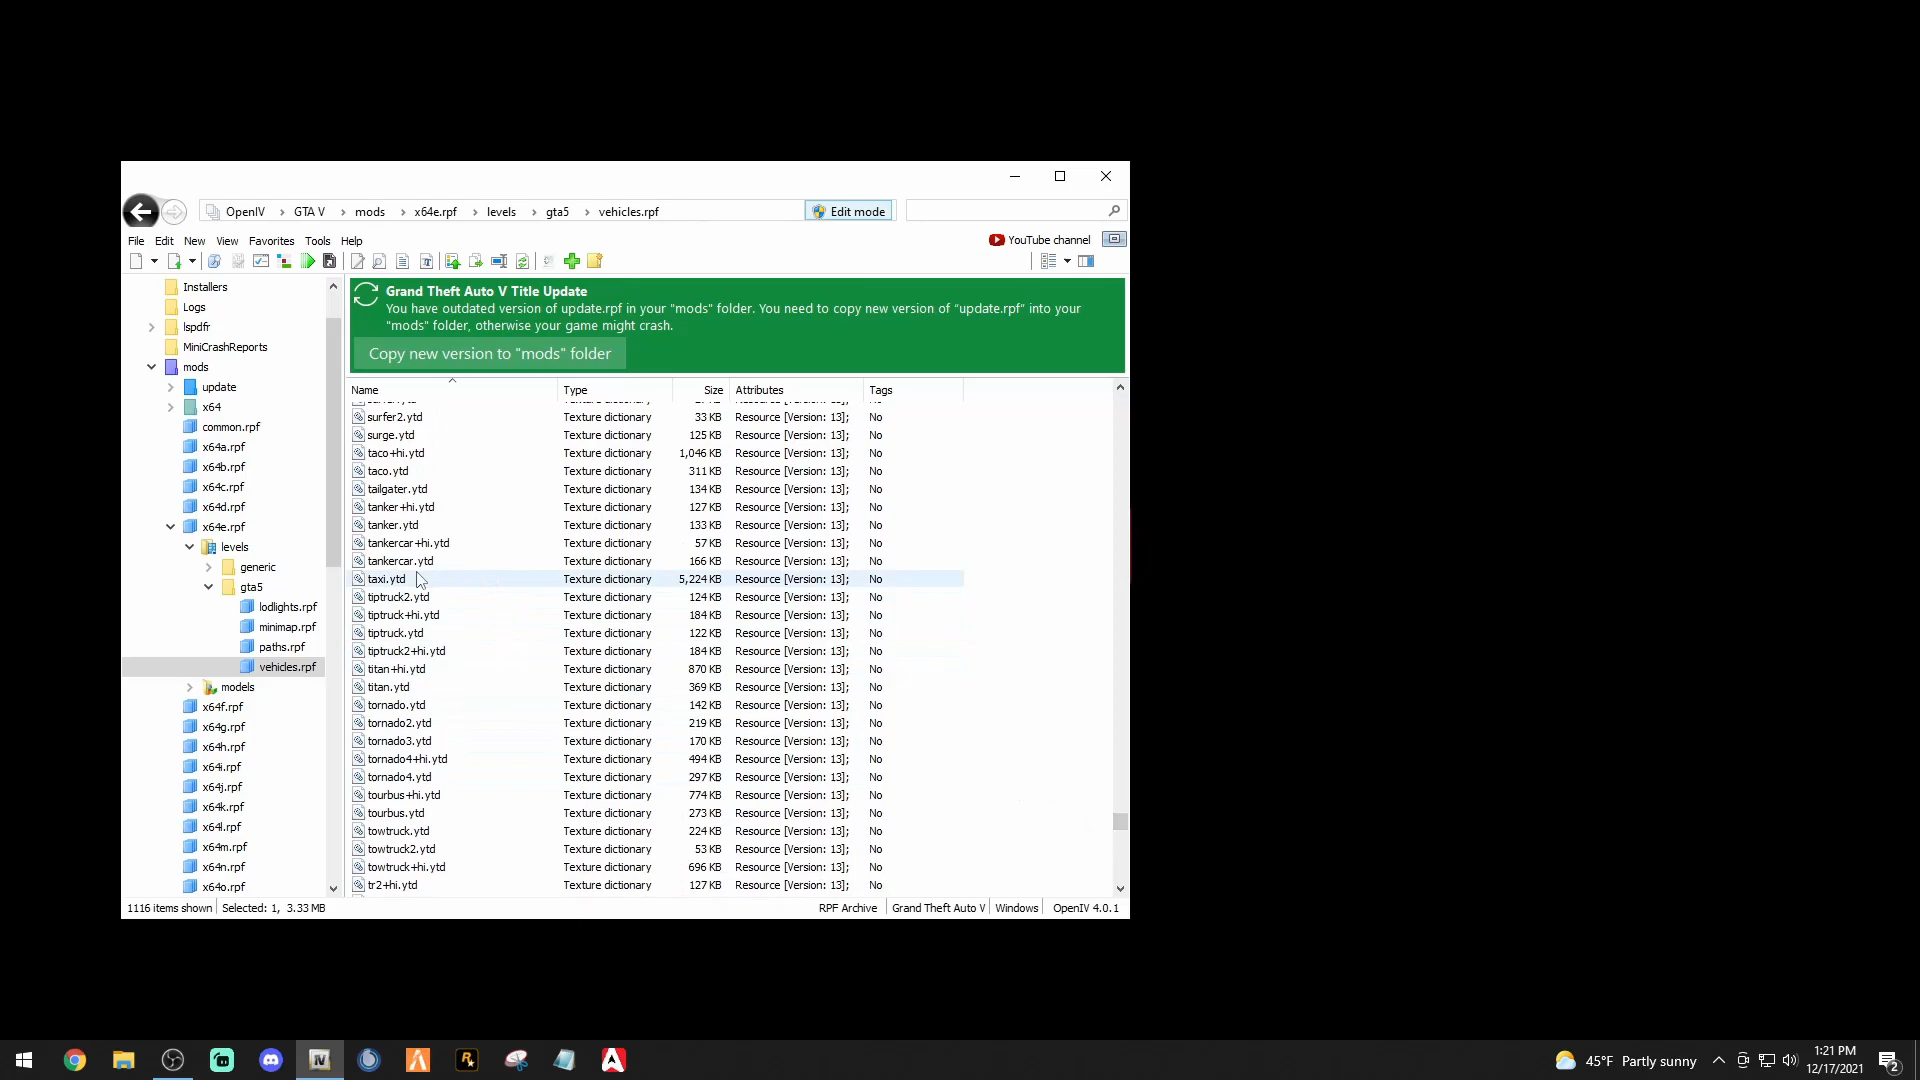 OpenIV › GTA V › mods › x64e.rpf › levels › gta5 › vehicles.rpf
Edit mode
File Edit New View Favorites Tools Help
YouTube channel
Installers
Logs
lspdfr
MiniCrashReports
mods
update
x64
common.rpf
x64a.rpf
x64b.rpf
x64c.rpf
x64d.rpf
x64e.rpf
levels
generic
gta5
lodlights.rpf
minimap.rpf
paths.rpf
vehicles.rpf
models
x64f.rpf
x64g.rpf
x64h.rpf
x64i.rpf
x64j.rpf
x64k.rpf
x64l.rpf
x64m.rpf
x64n.rpf
x64o.rpf
Grand Theft Auto V Title Update
You have outdated version of update.rpf in your "mods" folder. You need to copy new version of "update.rpf" into your
"mods" folder, otherwise your game might crash.
Copy new version to "mods" folder
Name Type Size Attributes Tags
surfer2.ytd Texture dictionary 33 KB Resource [Version: 13]; No
surge.ytd Texture dictionary 125 KB Resource [Version: 13]; No
taco+hi.ytd Texture dictionary 1,046 KB Resource [Version: 13]; No
taco.ytd Texture dictionary 311 KB Resource [Version: 13]; No
tailgater.ytd Texture dictionary 134 KB Resource [Version: 13]; No
tanker+hi.ytd Texture dictionary 127 KB Resource [Version: 13]; No
tanker.ytd Texture dictionary 133 KB Resource [Version: 13]; No
tankercar+hi.ytd Texture dictionary 57 KB Resource [Version: 13]; No
tankercar.ytd Texture dictionary 166 KB Resource [Version: 13]; No
taxi.ytd Texture dictionary 5,224 KB Resource [Version: 13]; No
tiptruck2.ytd Texture dictionary 124 KB Resource [Version: 13]; No
tiptruck+hi.ytd Texture dictionary 184 KB Resource [Version: 13]; No
tiptruck.ytd Texture dictionary 122 KB Resource [Version: 13]; No
tiptruck2+hi.ytd Texture dictionary 184 KB Resource [Version: 13]; No
titan+hi.ytd Texture dictionary 870 KB Resource [Version: 13]; No
titan.ytd Texture dictionary 369 KB Resource [Version: 13]; No
tornado.ytd Texture dictionary 142 KB Resource [Version: 13]; No
tornado2.ytd Texture dictionary 219 KB Resource [Version: 13]; No
tornado3.ytd Texture dictionary 170 KB Resource [Version: 13]; No
tornado4+hi.ytd Texture dictionary 494 KB Resource [Version: 13]; No
tornado4.ytd Texture dictionary 297 KB Resource [Version: 13]; No
tourbus+hi.ytd Texture dictionary 774 KB Resource [Version: 13]; No
tourbus.ytd Texture dictionary 273 KB Resource [Version: 13]; No
towtruck.ytd Texture dictionary 224 KB Resource [Version: 13]; No
towtruck2.ytd Texture dictionary 53 KB Resource [Version: 13]; No
towtruck+hi.ytd Texture dictionary 696 KB Resource [Version: 13]; No
tr2+hi.ytd Texture dictionary 127 KB Resource [Version: 13]; No
1116 items shown Selected: 1, 3.33 MB
RPF Archive Grand Theft Auto V Windows OpenIV 4.0.1
45°F Partly sunny
1:21 PM
12/17/2021
2